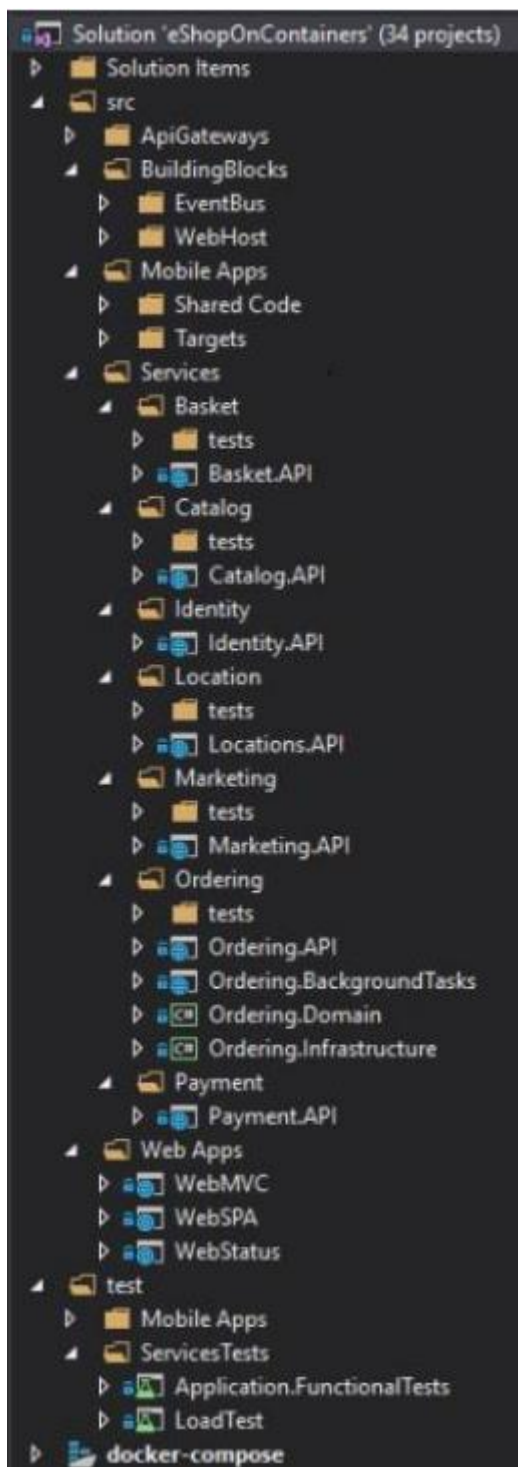 Solution 'eShopOnContainers' (34 projects)
Solution Items
src
ApiGateways
BuildingBlocks
EventBus
WebHost
Mobile Apps
Shared Code
Targets
Services
Basket
tests
Basket.API
Catalog
tests
Catalog.API
Identity
Identity.API
Location
tests
Locations.API
Marketing
tests
Marketing.API
Ordering
tests
Ordering.API
Ordering.BackgroundTasks
C# Ordering.Domain
C# Ordering.Infrastructure
Payment
Payment.API
Web Apps
WebMVC
WebSPA
WebStatus
test
Mobile Apps
ServicesTests
Application.FunctionalTests
LoadTest
docker-compose